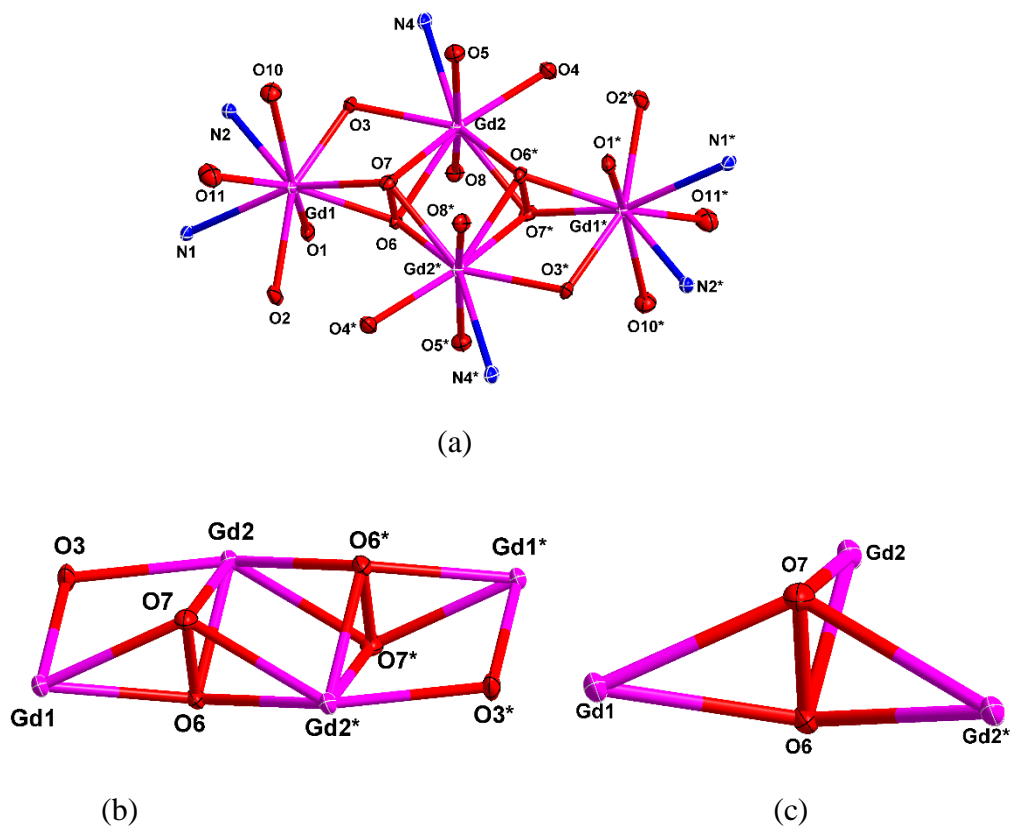 (a)
N4
O5
O4
O10
O2*
N2
O3
Gd2
O1*
N1*
O7
O6*
O11
O8
O11*
Gd1
O8*
Gd1*
N1
O1
O6
O7*
Gd2*
O3*
N2*
O2
O4*
O10*
O5*
N4*
(a)
Gd2
O6*
Gd1*
O3
O7
O7*
Gd1
O6
Gd2*
O3*
(b)
Gd2
O7
Gd1
O6
Gd2*
(c)